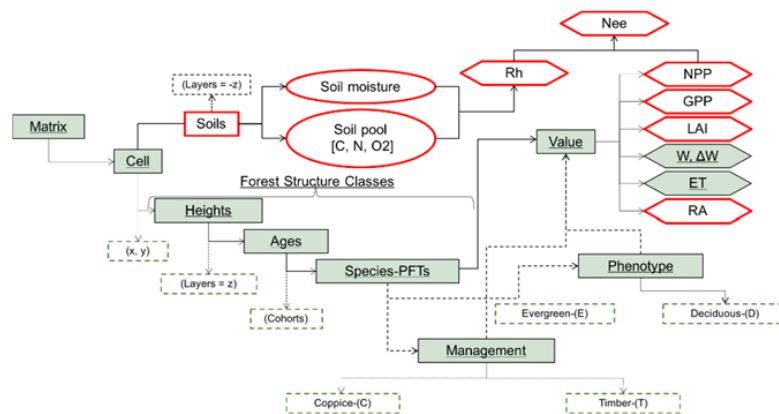 Nee
(Layers = -z)
Rh
NPP
Soil moisture
GPP
Matrix
Soils
Soil pool
[C, N, O2]
LAI
Value
Cell
W, ΔW
Forest Structure Classes
ET
Heights
RA
Ages
(x, y)
Species-PFTs
Phenotype
(Layers = z)
(Cohorts)
Evergreen-(E)
Deciduous-(D)
Management
Coppice-(C)
Timber-(T)